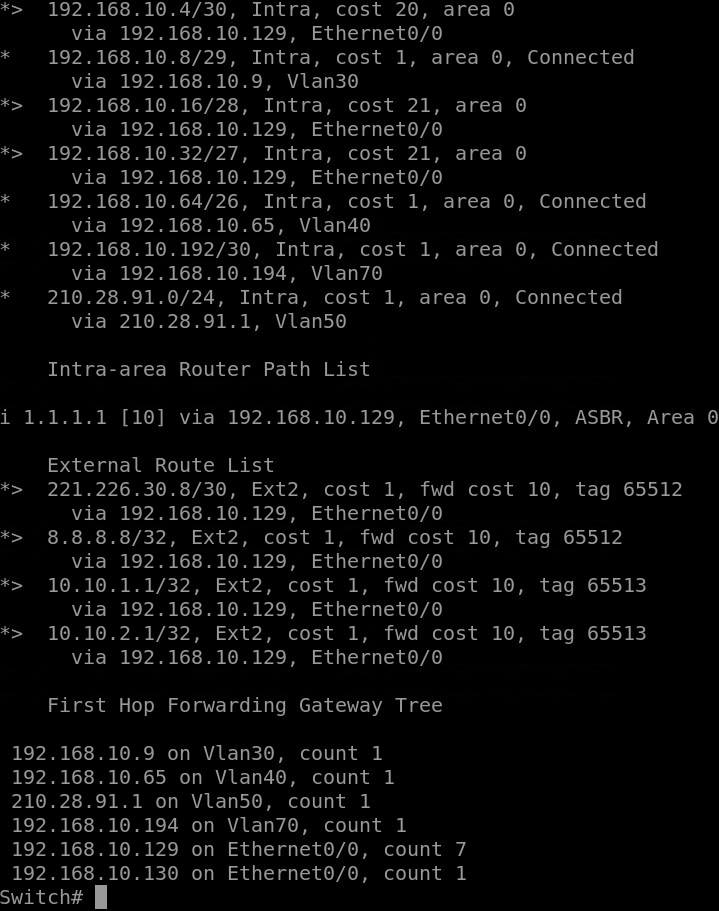 *>  192.168.10.4/30, Intra, cost 20, area 0
      via 192.168.10.129, Ethernet0/0
*   192.168.10.8/29, Intra, cost 1, area 0, Connected
      via 192.168.10.9, Vlan30
*>  192.168.10.16/28, Intra, cost 21, area 0
      via 192.168.10.129, Ethernet0/0
*>  192.168.10.32/27, Intra, cost 21, area 0
      via 192.168.10.129, Ethernet0/0
*   192.168.10.64/26, Intra, cost 1, area 0, Connected
      via 192.168.10.65, Vlan40
*   192.168.10.192/30, Intra, cost 1, area 0, Connected
      via 192.168.10.194, Vlan70
*   210.28.91.0/24, Intra, cost 1, area 0, Connected
      via 210.28.91.1, Vlan50

    Intra-area Router Path List

i 1.1.1.1 [10] via 192.168.10.129, Ethernet0/0, ASBR, Area 0

    External Route List
*>  221.226.30.8/30, Ext2, cost 1, fwd cost 10, tag 65512
      via 192.168.10.129, Ethernet0/0
*>  8.8.8.8/32, Ext2, cost 1, fwd cost 10, tag 65512
      via 192.168.10.129, Ethernet0/0
*>  10.10.1.1/32, Ext2, cost 1, fwd cost 10, tag 65513
      via 192.168.10.129, Ethernet0/0
*>  10.10.2.1/32, Ext2, cost 1, fwd cost 10, tag 65513
      via 192.168.10.129, Ethernet0/0

    First Hop Forwarding Gateway Tree

 192.168.10.9 on Vlan30, count 1
 192.168.10.65 on Vlan40, count 1
 210.28.91.1 on Vlan50, count 1
 192.168.10.194 on Vlan70, count 1
 192.168.10.129 on Ethernet0/0, count 7
 192.168.10.130 on Ethernet0/0, count 1
Switch#